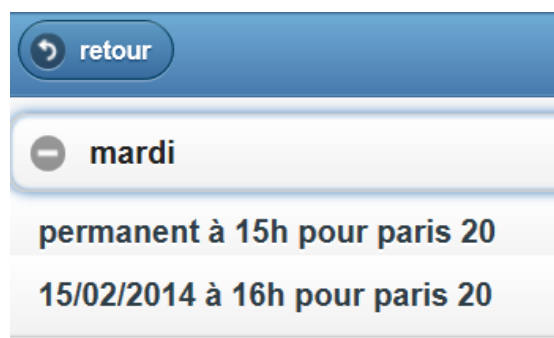 retour
mardi
permanent à 15h pour paris 20
15/02/2014 à 16h pour paris 20